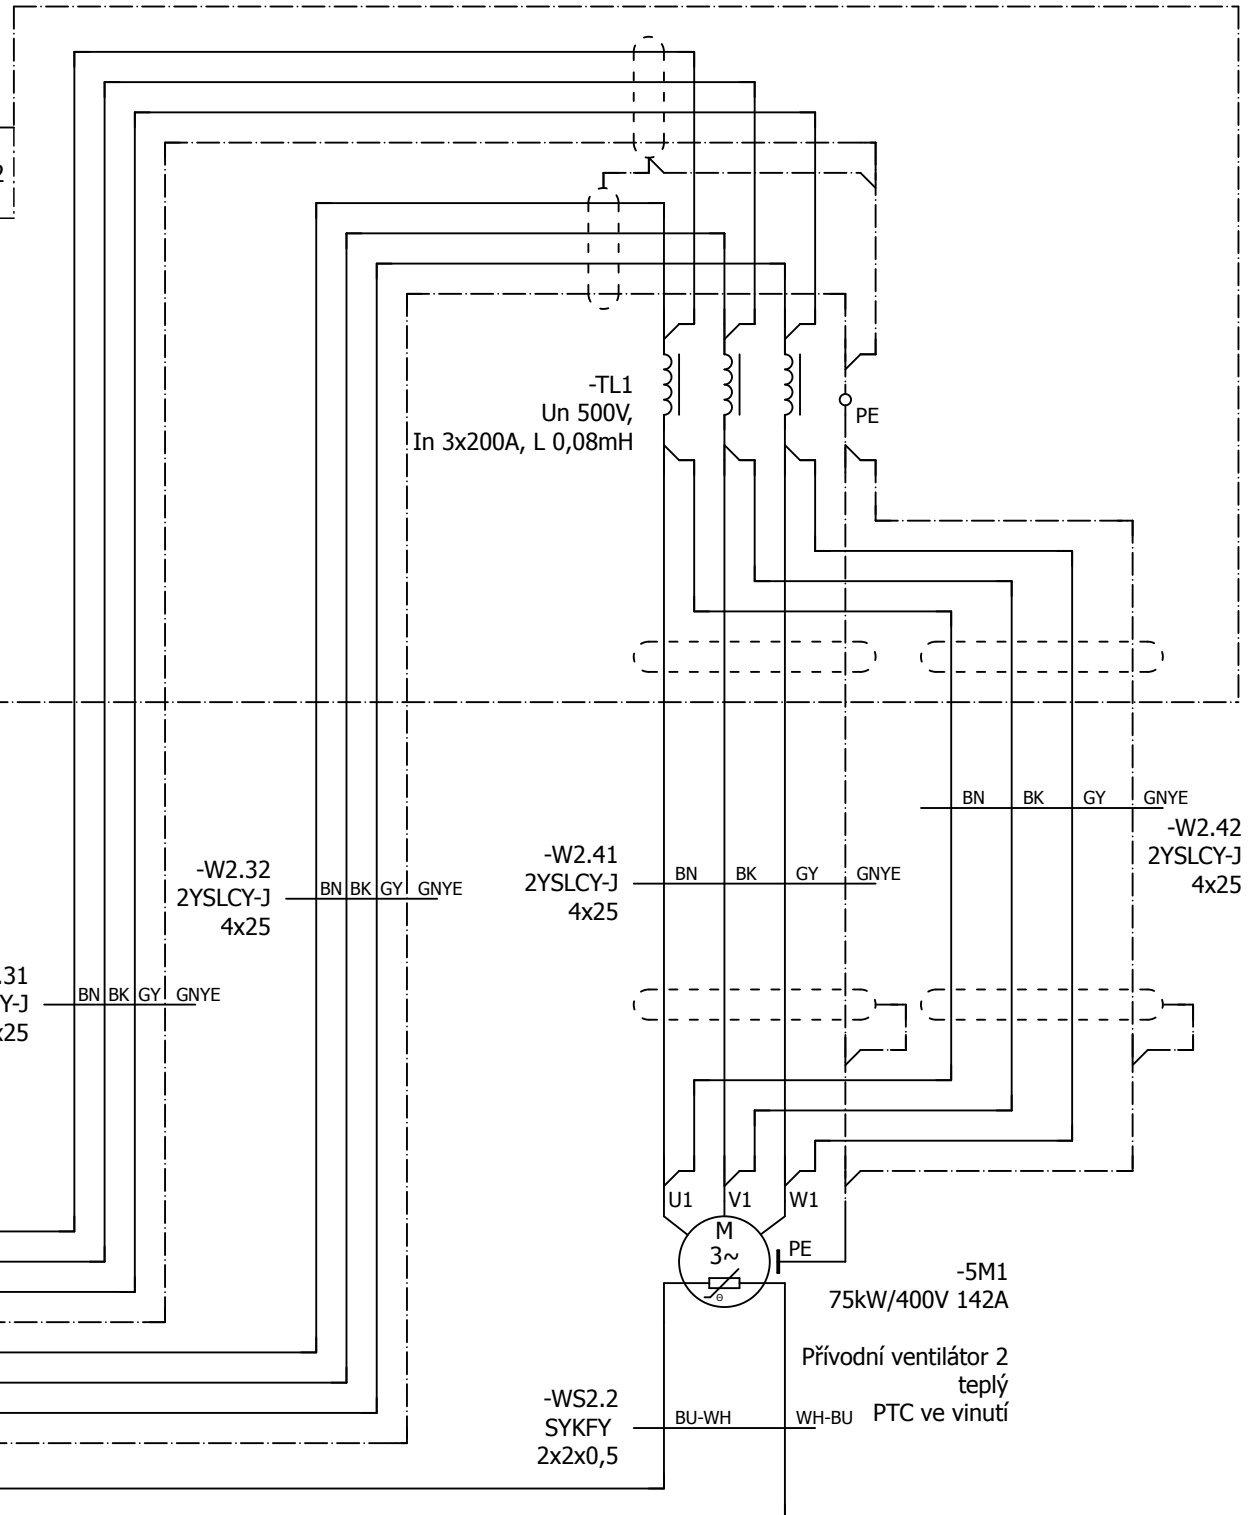 2
-TL1
Un 500V,
In 3x200A, L 0,08mH
PE
BN BK GY GNYE
-W2.42
2YSLCY-J
4x25
-W2.41
2YSLCY-J
4x25
BN BK GY GNYE
-W2.32
2YSLCY-J
4x25
BN BK GY GNYE
.31
Y-J
x25
BN BK GY GNYE
U1 V1 W1
M
3~
PE
Θ
-5M1
75kW/400V 142A
Přívodní ventilátor 2
teplý
PTC ve vinutí
-WS2.2
SYKFY
2x2x0,5
BU-WH WH-BU